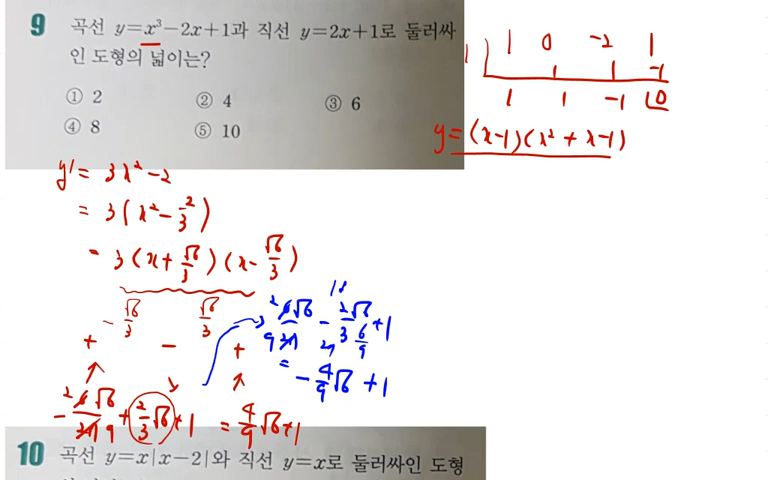 9 곡선 y=x³-2x+1과 직선 y=2x+1로 둘러싸
인 도형의 넓이는?
① 2 ② 4 ③ 6
④ 8 ⑤ 10
1 | 1 0 -2 1
1 1 -1
1 1 -1 | 0
y = (x-1)(x² + x-1)
y' = 3x² - 2
= 3(x² - 2/3)
= 3(x + √6/3)(x - √6/3)
-√6/3 √6/3
+ - +
= -4/9 √6 + 1
+ 2/3 √6 + 1 = 4/9 √6 + 1
10 곡선 y=x|x-2|와 직선 y=x로 둘러싸인 도형